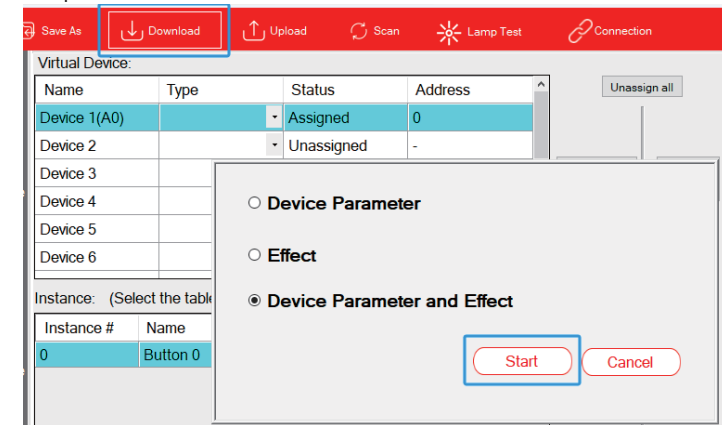 Save As Download Upload Scan Lamp Test Connection
Virtual Device:
Name Type Status Address
Unassign all
Device 1(A0) Assigned 0
Device 2 Unassigned -
Device 3
Device 4
Device 5
Device 6
Device Parameter
Effect
Device Parameter and Effect
Start Cancel
Instance: (Select the table
Instance # Name
0 Button 0